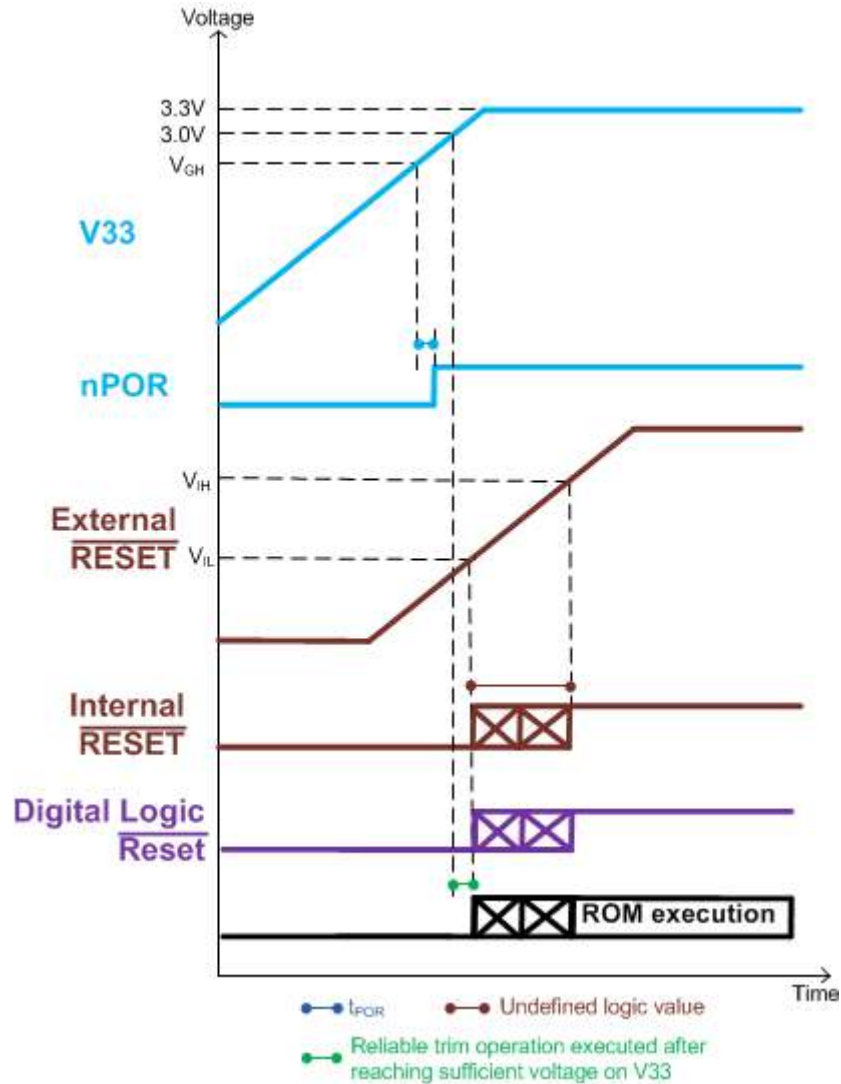 Voltage
3.3V
3.0V
VGH
V33
nPOR
VIH
External
RESET
VIL
Internal
RESET
Digital Logic
Reset
ROM execution
Time
tPOR
Undefined logic value
Reliable trim operation executed after
reaching sufficient voltage on V33